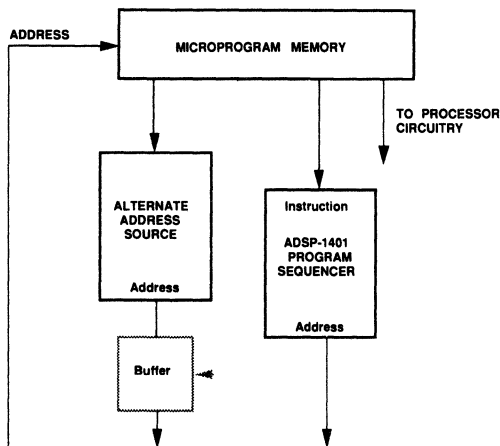 ADDRESS
MICROPROGRAM MEMORY
TO PROCESSOR
CIRCUITRY
ALTERNATE
ADDRESS
SOURCE
Address
Instruction
ADSP-1401
PROGRAM
SEQUENCER
Address
Buffer